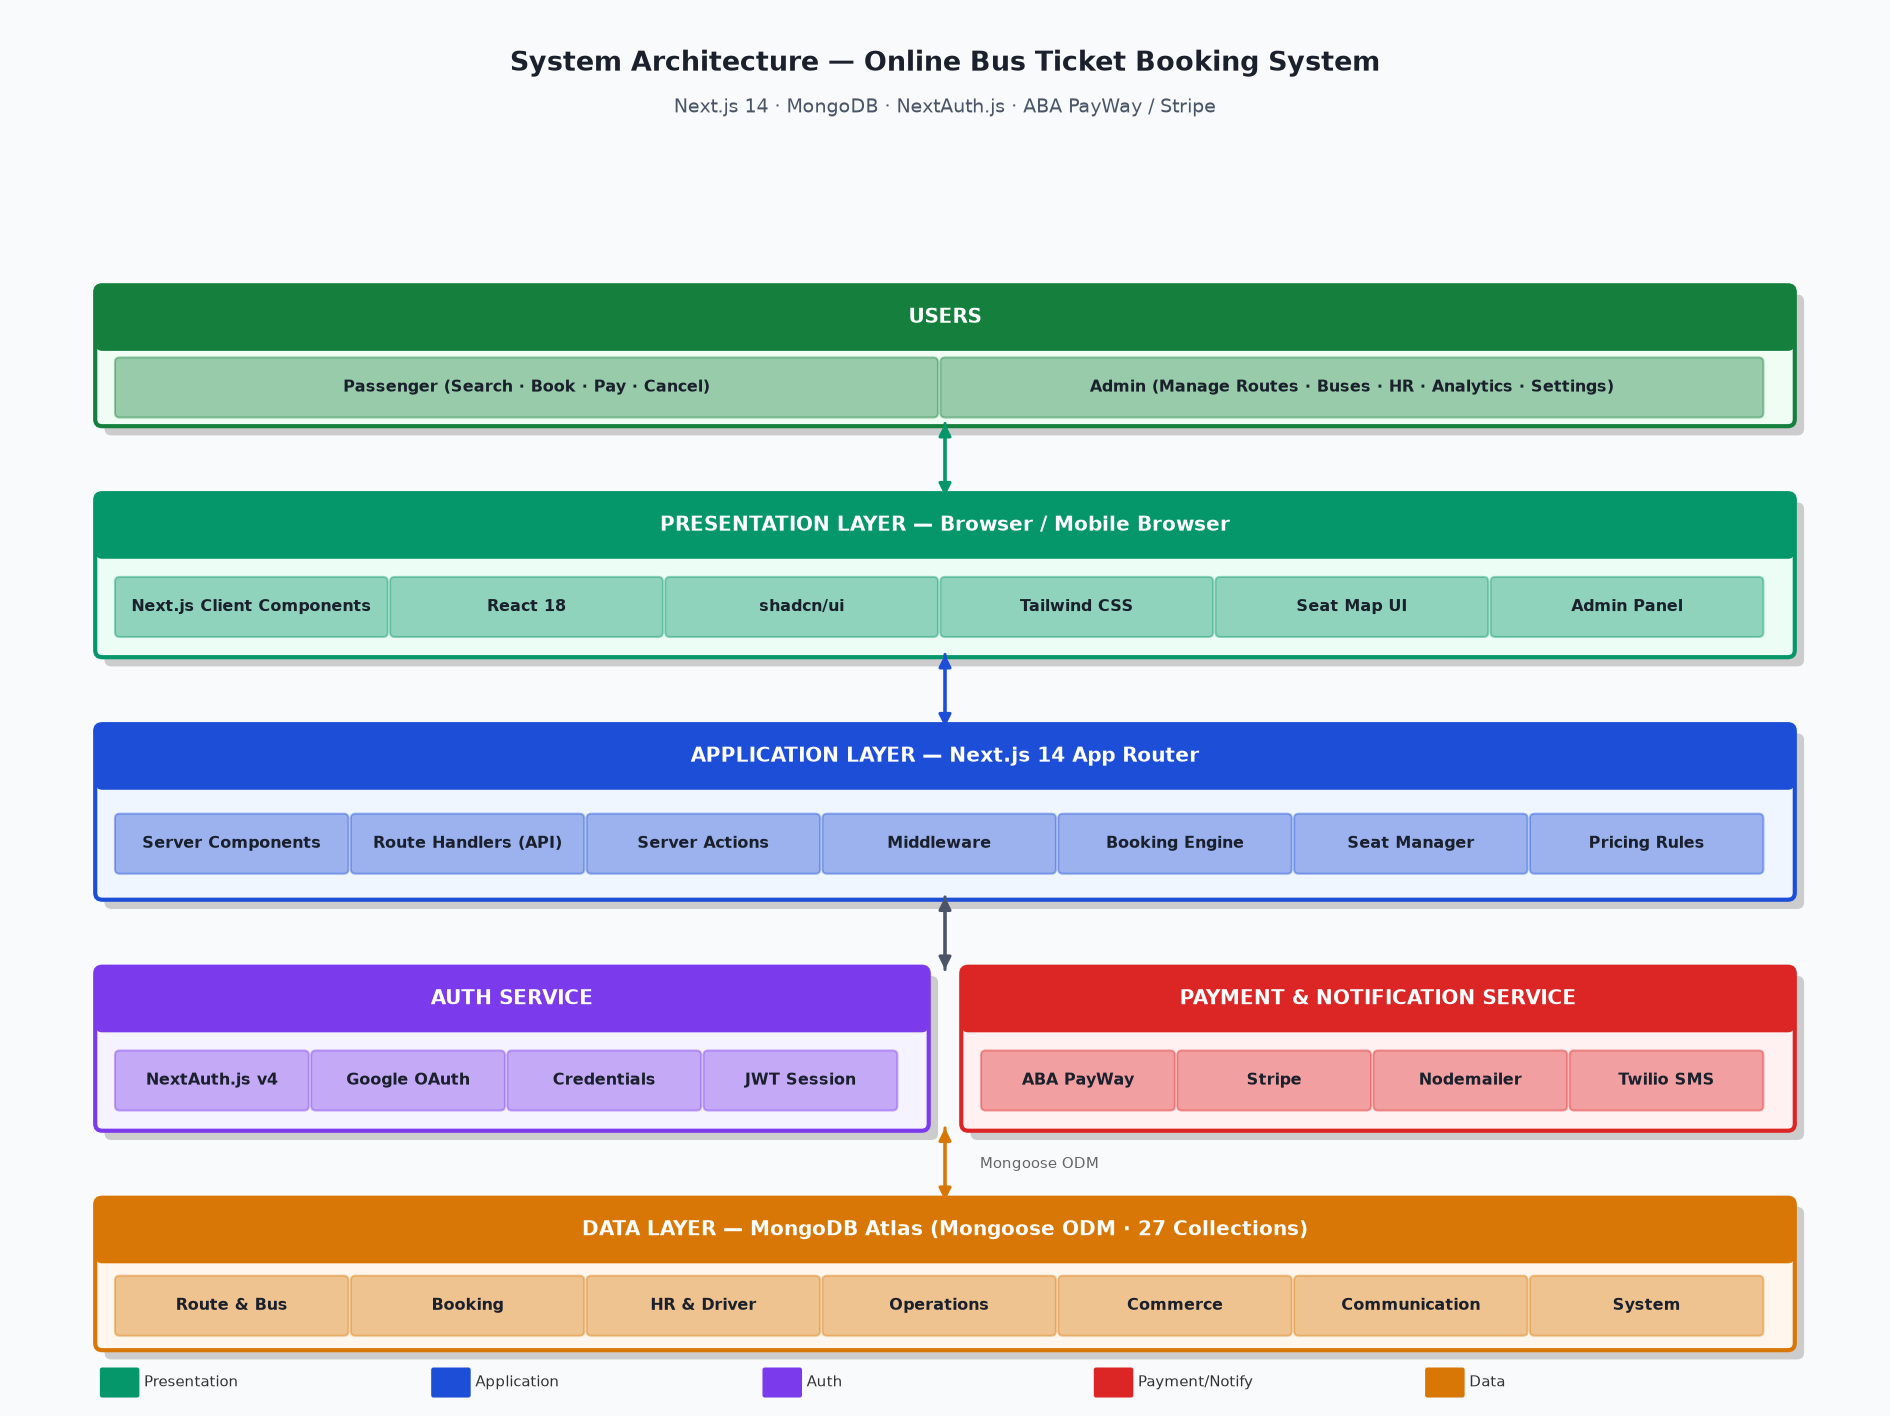 System Architecture — Online Bus Ticket Booking System
Next.js 14 · MongoDB · NextAuth.js · ABA PayWay / Stripe
USERS
Passenger (Search · Book · Pay · Cancel)
Admin (Manage Routes · Buses · HR · Analytics · Settings)
PRESENTATION LAYER — Browser / Mobile Browser
Next.js Client Components
React 18
shadcn/ui
Tailwind CSS
Seat Map UI
Admin Panel
APPLICATION LAYER — Next.js 14 App Router
Server Components
Route Handlers (API)
Server Actions
Middleware
Booking Engine
Seat Manager
Pricing Rules
AUTH SERVICE
NextAuth.js v4
Google OAuth
Credentials
JWT Session
PAYMENT & NOTIFICATION SERVICE
ABA PayWay
Stripe
Nodemailer
Twilio SMS
Mongoose ODM
DATA LAYER — MongoDB Atlas (Mongoose ODM · 27 Collections)
Route & Bus
Booking
HR & Driver
Operations
Commerce
Communication
System
Presentation
Application
Auth
Payment/Notify
Data